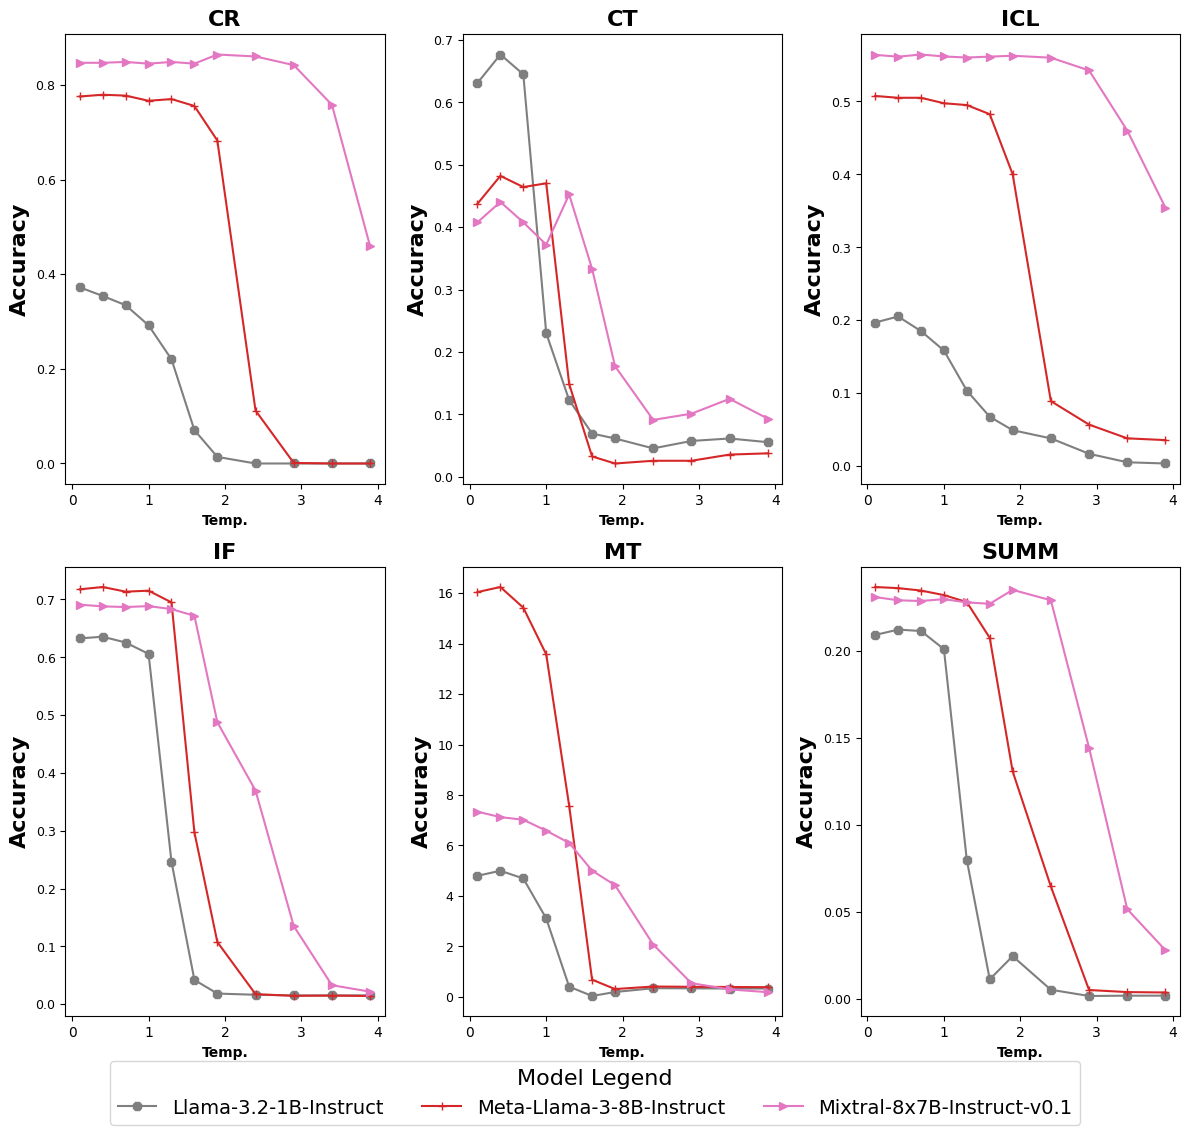 CR
CT
ICL
Accuracy
0.8
0.6
0.4
0.2
0.0
0 1 2 3 4
Temp.
Accuracy
0.7
0.6
0.5
0.4
0.3
0.2
0.1
0.0
0 1 2 3 4
Temp.
Accuracy
0.5
0.4
0.3
0.2
0.1
0.0
0 1 2 3 4
Temp.
IF
MT
SUMM
Accuracy
0.7
0.6
0.5
0.4
0.3
0.2
0.1
0.0
0 1 2 3 4
Temp.
Accuracy
16
14
12
10
8
6
4
2
0
0 1 2 3 4
Temp.
Accuracy
0.20
0.15
0.10
0.05
0.00
0 1 2 3 4
Temp.
Model Legend
Llama-3.2-1B-Instruct Meta-Llama-3-8B-Instruct Mixtral-8x7B-Instruct-v0.1